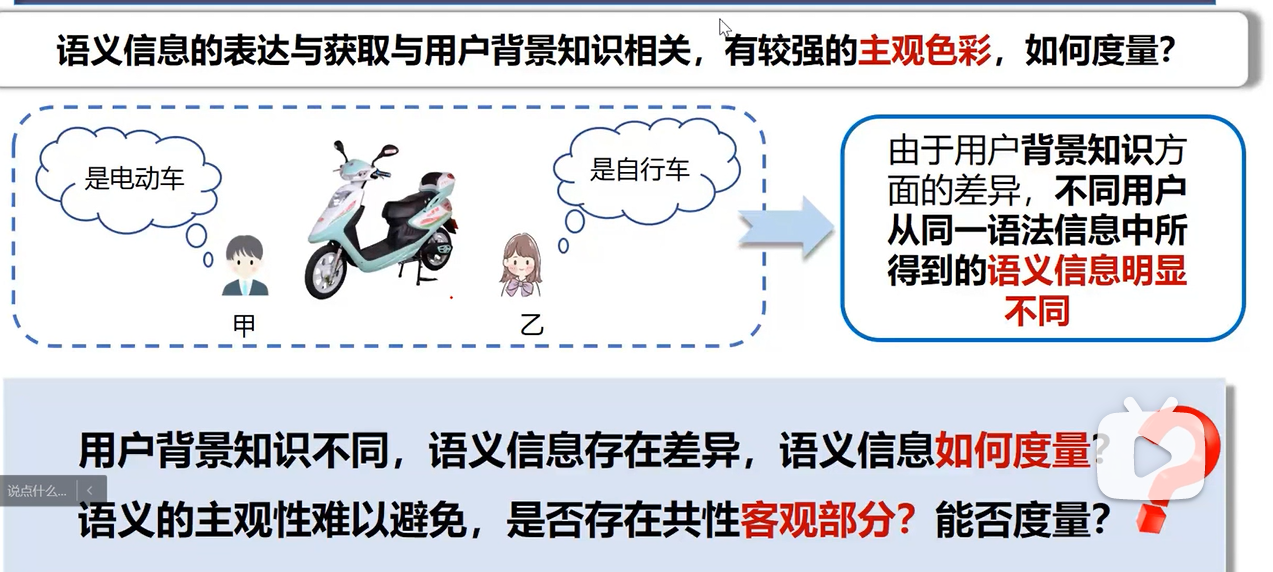 语义信息的表达与获取与用户背景知识相关，有较强的主观色彩，如何度量？
是电动车
是自行车
甲
乙
由于用户背景知识方
面的差异，不同用户
从同一语法信息中所
得到的语义信息明显
不同
用户背景知识不同，语义信息存在差异，语义信息如何度量？
说点什么...
语义的主观性难以避免，是否存在共性客观部分？能否度量？